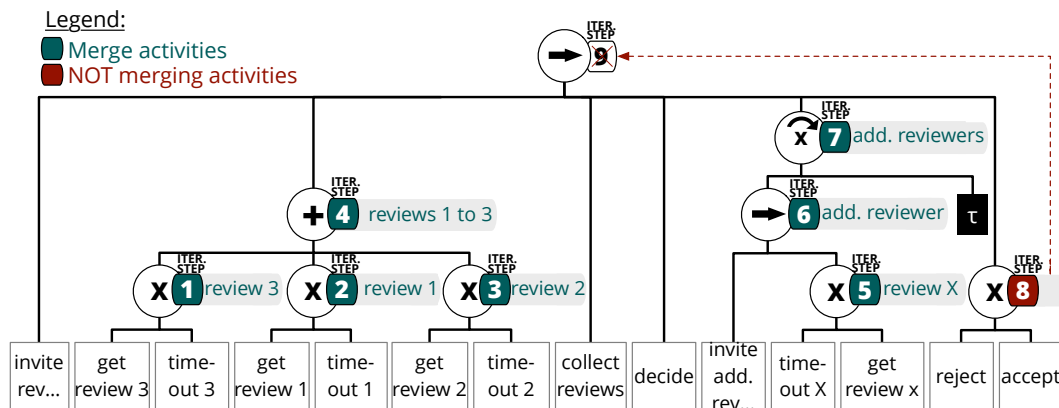 Legend:
Merge activities
NOT merging activities
ITER.
STEP
9
ITER.
STEP
7 add. reviewers
ITER.
STEP
4 reviews 1 to 3
ITER.
STEP
6 add. reviewer
τ
ITER.
STEP
x 1 review 3
ITER.
STEP
x 2 review 1
ITER.
STEP
x 3 review 2
ITER.
STEP
x 5 review X
ITER.
STEP
x 8
invite
rev...
get
review 3
time-
out 3
get
review 1
time-
out 1
get
review 2
time-
out 2
collect
reviews
decide
invite
add.
rev...
time-
out X
get
review x
reject
accept